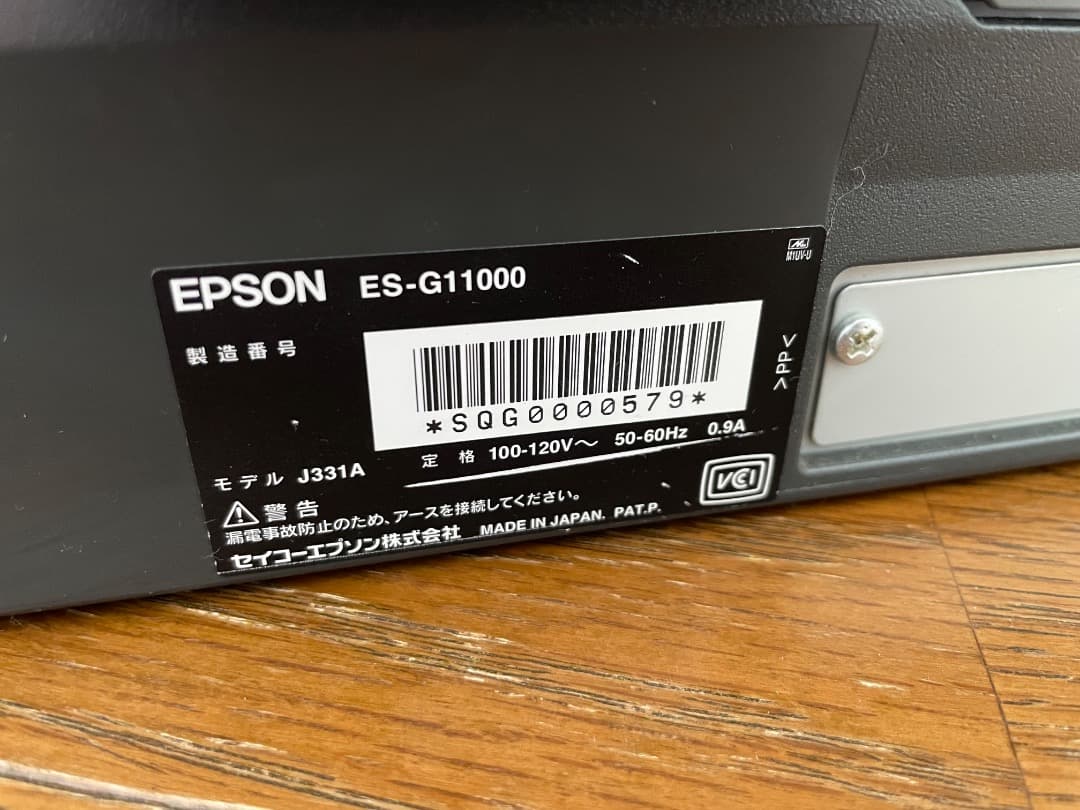 EPSON ES-G11000
M1UV-U
製造番号
*SQG0000579*
>PP<
モデル J331A 定格 100-120V～ 50-60Hz 0.9A
警告
漏電事故防止のため、アースを接続してください。
VCI
セイコーエプソン株式会社 MADE IN JAPAN. PAT.P.